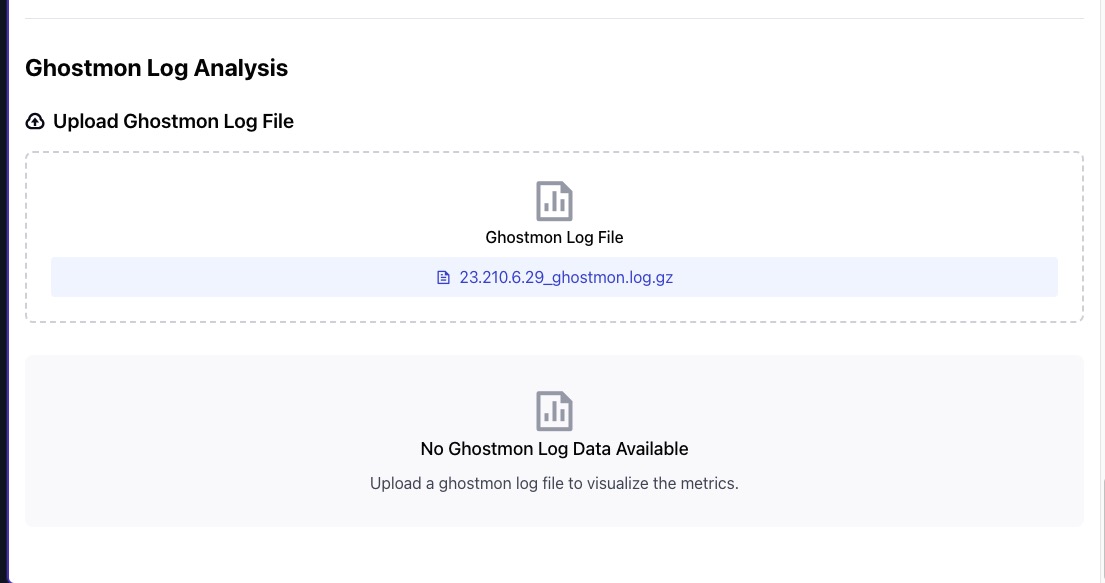 Ghostmon Log Analysis
Upload Ghostmon Log File
Ghostmon Log File
23.210.6.29_ghostmon.log.gz
No Ghostmon Log Data Available
Upload a ghostmon log file to visualize the metrics.